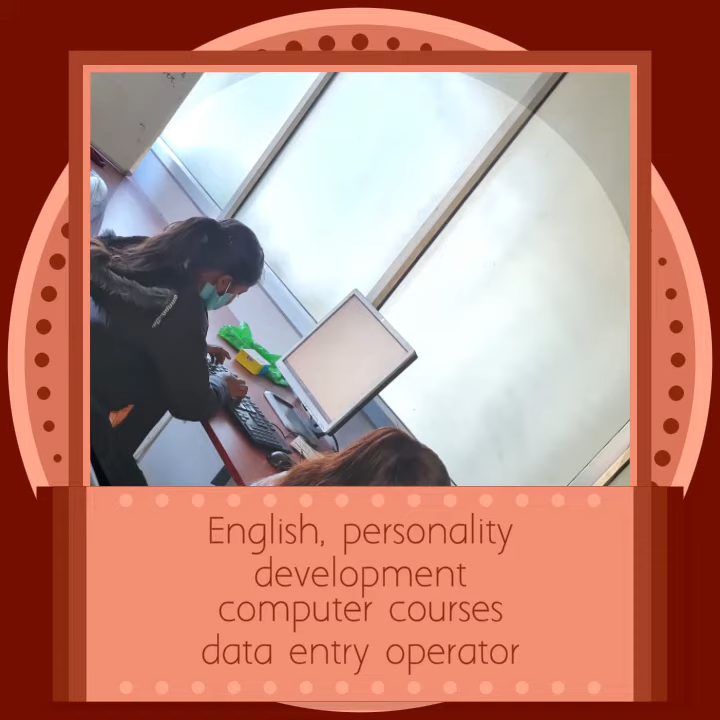 English, personality
development
computer courses
data entry operator